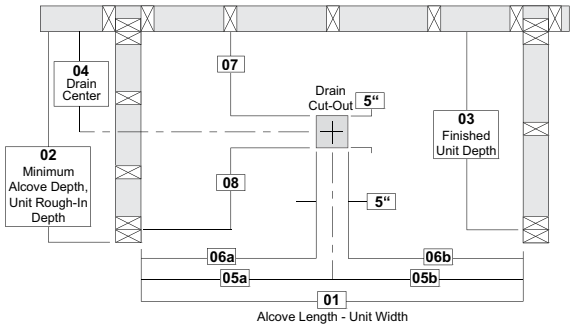 04
Drain
Center
07
Drain
Cut-Out
5“
03
Finished
Unit Depth
02
Minimum
Alcove Depth,
Unit Rough-In
Depth
08
5“
06a
06b
05a
05b
01
Alcove Length - Unit Width